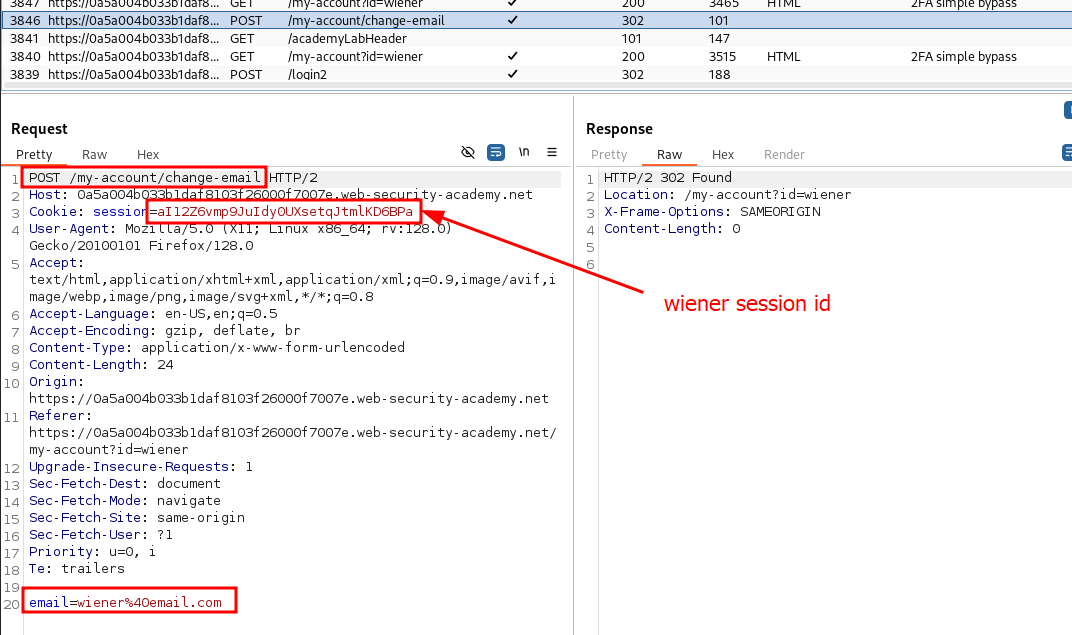 3847 https://0a5a004b033b1daf8... GET /my-account?id=wiener ✓ 200 3465 HTML 2FA simple bypass
3846 https://0a5a004b033b1daf8... POST /my-account/change-email ✓ 302 101
3841 https://0a5a004b033b1daf8... GET /academyLabHeader 101 147
3840 https://0a5a004b033b1daf8... GET /my-account?id=wiener ✓ 200 3515 HTML 2FA simple bypass
3839 https://0a5a004b033b1daf8... POST /login2 ✓ 302 188
Request
Pretty Raw Hex \n
1 POST /my-account/change-email HTTP/2
2 Host: 0a5a004b033b1daf8103f26000f7007e.web-security-academy.net
3 Cookie: session=aI12Z6vmp9JuIdy0UXsetqJtmlKD6BPa
4 User-Agent: Mozilla/5.0 (X11; Linux x86_64; rv:128.0)
Gecko/20100101 Firefox/128.0
5 Accept:
text/html,application/xhtml+xml,application/xml;q=0.9,image/avif,i
mage/webp,image/png,image/svg+xml,*/*;q=0.8
6 Accept-Language: en-US,en;q=0.5
7 Accept-Encoding: gzip, deflate, br
8 Content-Type: application/x-www-form-urlencoded
9 Content-Length: 24
10 Origin:
https://0a5a004b033b1daf8103f26000f7007e.web-security-academy.net
11 Referer:
https://0a5a004b033b1daf8103f26000f7007e.web-security-academy.net/
my-account?id=wiener
12 Upgrade-Insecure-Requests: 1
13 Sec-Fetch-Dest: document
14 Sec-Fetch-Mode: navigate
15 Sec-Fetch-Site: same-origin
16 Sec-Fetch-User: ?1
17 Priority: u=0, i
18 Te: trailers
19
20 email=wiener%40email.com
Response
Pretty Raw Hex Render
1 HTTP/2 302 Found
2 Location: /my-account?id=wiener
3 X-Frame-Options: SAMEORIGIN
4 Content-Length: 0
5
6
wiener session id